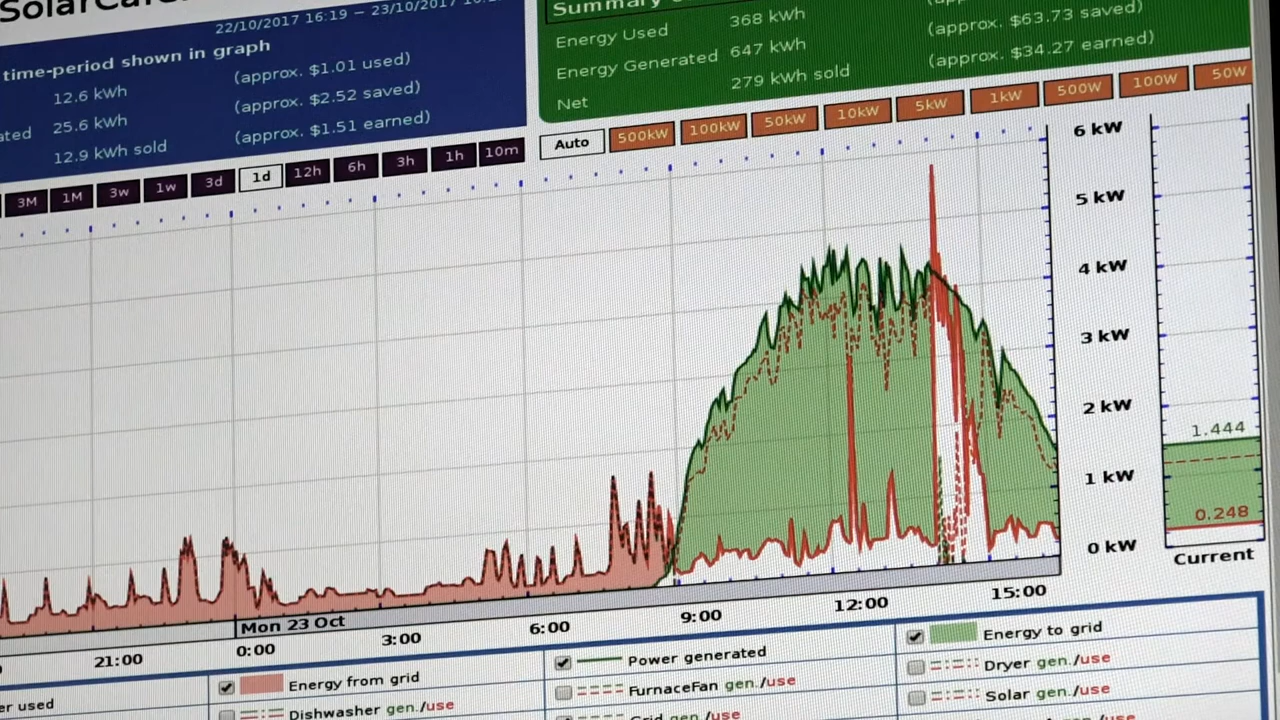 22/10/2017 16:19 − 23/10/2017
time-period shown in graph
12.6 kWh (approx. $1.01 used)
25.6 kWh (approx. $2.52 saved)
12.9 kWh sold (approx. $1.51 earned)
Summary
Energy Used 368 kWh
Energy Generated 647 kWh (approx. $63.73 saved)
Net 279 kWh sold (approx. $34.27 earned)
3M 1M 3w 1w 3d 1d 12h 6h 3h 1h 10m
Auto 500kW 100kW 50kW 10kW 5kW 1kW 500W 100W 50W
6 kW
5 kW
4 kW
3 kW
2 kW
1 kW
0 kW
1.444
0.248
Current
21:00 0:00 3:00 6:00 9:00 12:00 15:00
Mon 23 Oct
used
Energy from grid
Dishwasher gen./use
Power generated
FurnaceFan gen./use
Grid gen./use
Energy to grid
Dryer gen./use
Solar gen./use